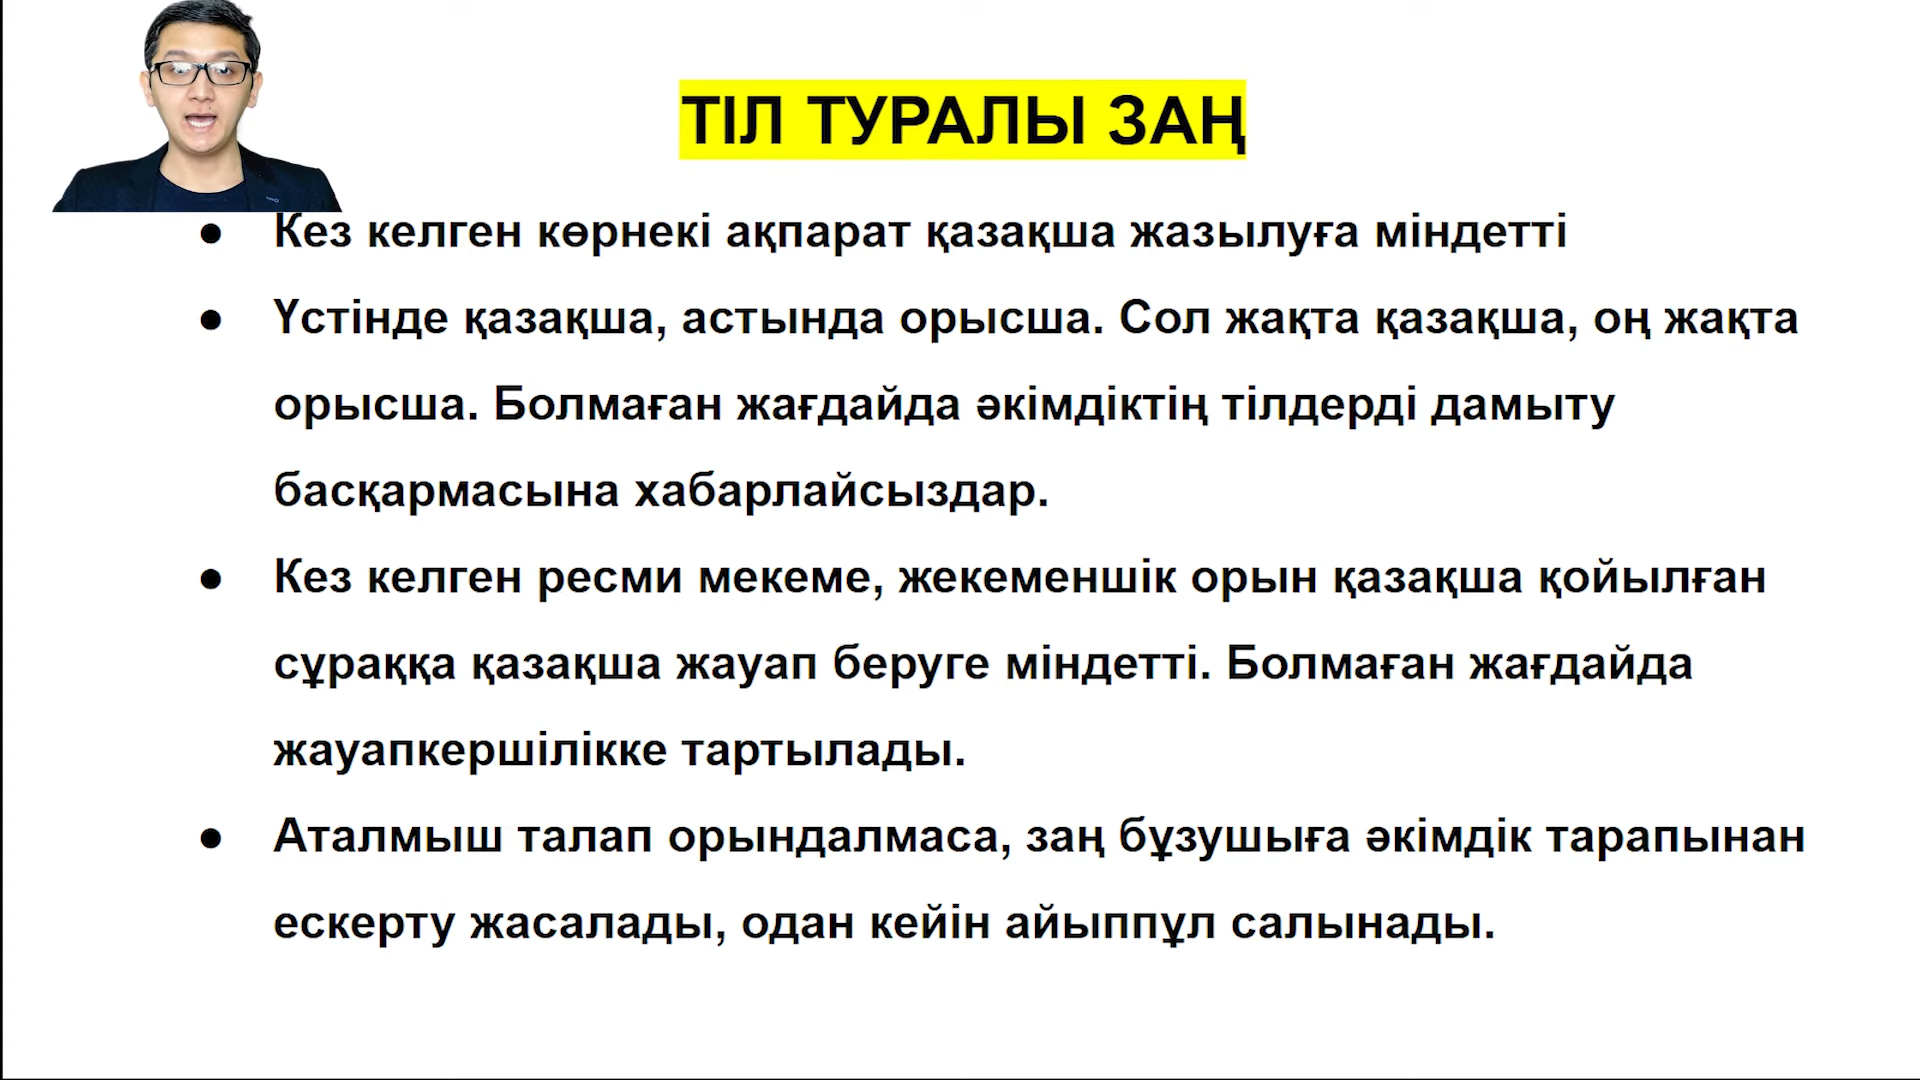 ТІЛ ТУРАЛЫ ЗАҢ
● Кез келген көрнекі ақпарат қазақша жазылуға міндетті
● Үстінде қазақша, астында орысша. Сол жақта қазақша, оң жақта
орысша. Болмаған жағдайда әкімдіктің тілдерді дамыту
басқармасына хабарлайсыздар.
● Кез келген ресми мекеме, жекеменшік орын қазақша қойылған
сұраққа қазақша жауап беруге міндетті. Болмаған жағдайда
жауапкершілікке тартылады.
● Аталмыш талап орындалмаса, заң бұзушыға әкімдік тарапынан
ескерту жасалады, одан кейін айыппұл салынады.